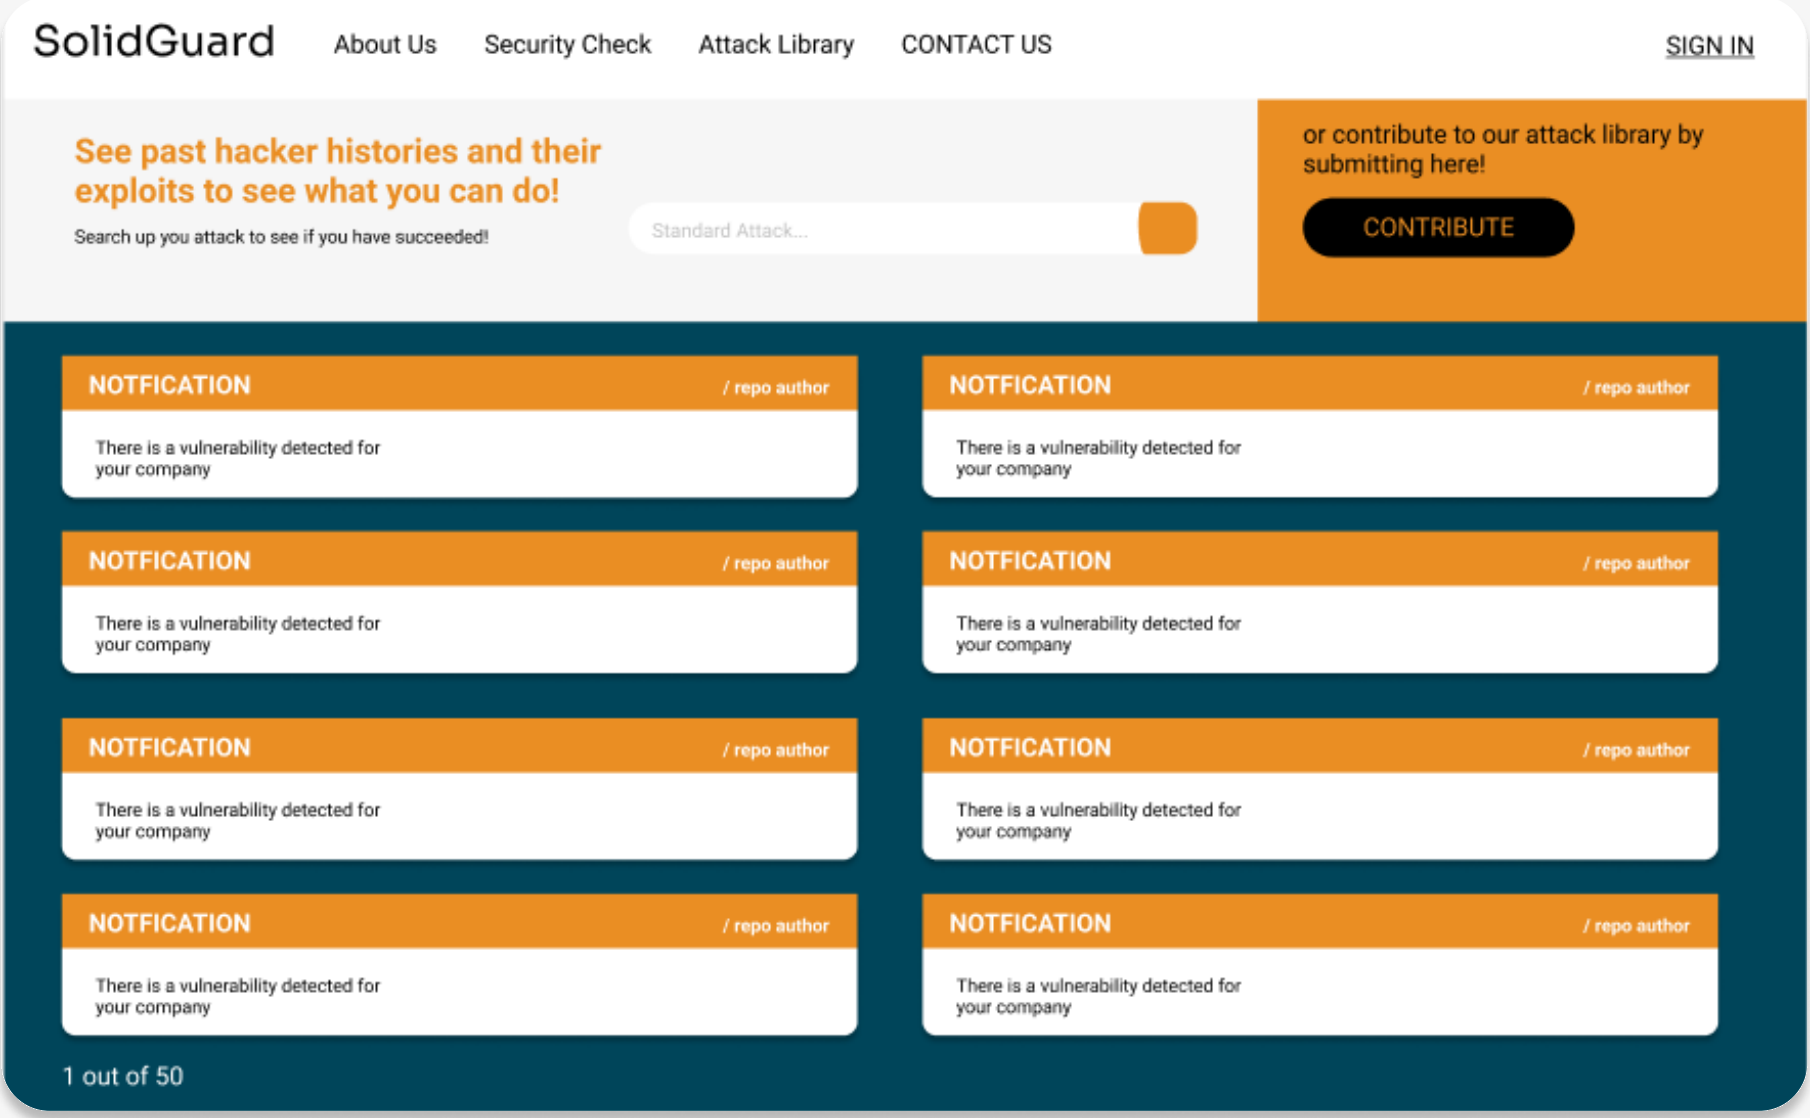 SolidGuard
About Us
Security Check
Attack Library
CONTACT US
SIGN IN
See past hacker histories and their
exploits to see what you can do!
Search up you attack to see if you have succeeded!
Standard Attack...
or contribute to our attack library by
submitting here!
CONTRIBUTE
NOTFICATION
/ repo author
There is a vulnerability detected for
your company
NOTFICATION
/ repo author
There is a vulnerability detected for
your company
NOTFICATION
/ repo author
There is a vulnerability detected for
your company
NOTFICATION
/ repo author
There is a vulnerability detected for
your company
NOTFICATION
/ repo author
There is a vulnerability detected for
your company
NOTFICATION
/ repo author
There is a vulnerability detected for
your company
NOTFICATION
/ repo author
There is a vulnerability detected for
your company
NOTFICATION
/ repo author
There is a vulnerability detected for
your company
1 out of 50